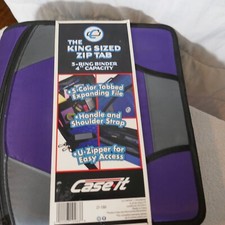 THE
KING SIZED
ZIP TAB
3-RING BINDER
4" CAPACITY
5-Color Tabbed
Expanding File
Handle and
Shoulder Strap
U-Zipper for
Easy Access
Case it